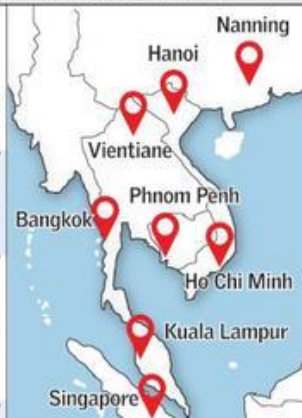 Nanning
Hanoi
Vientiane
Phnom Penh
Bangkok
Ho Chi Minh
Kuala Lampur
Singapore